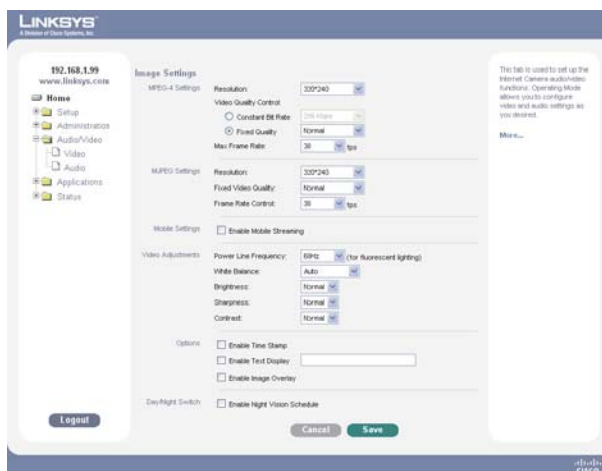 LINKSYS®
A Division of Cisco Systems, Inc.
192.168.1.99
www.linksys.com
Home
Setup
Administration
Audio/Video
Video
Audio
Applications
Status
Logout
Image Settings
MPEG-4 Settings
Resolution: 320*240
Video Quality Control
Constant Bit Rate 256 Kbps
Fixed Quality Normal
Max Frame Rate: 30 fps
MJPEG Settings
Resolution: 320*240
Fixed Video Quality: Normal
Frame Rate Control: 30 fps
Mobile Settings
Enable Mobile Streaming
Video Adjustments
Power Line Frequency: 60Hz (for fluorescent lighting)
White Balance: Auto
Brightness: Normal
Sharpness: Normal
Contrast: Normal
Options
Enable Time Stamp
Enable Text Display
Enable Image Overlay
Day/Night Switch
Enable Night Vision Schedule
Cancel
Save
This tab is used to set up the
Internet Camera audio/video
functions. Operating Mode
allows you to configure
video and audio settings as
you desired.
More...
CISCO